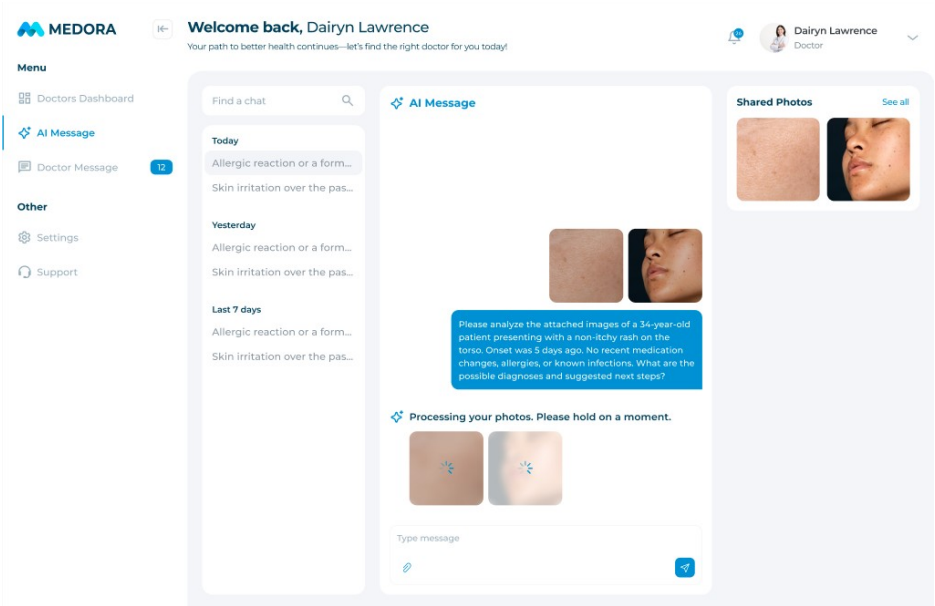 MEDORA
Welcome back, Dairyn Lawrence
Your path to better health continues—let's find the right doctor for you today!
Dairyn Lawrence
Doctor
Menu
Doctors Dashboard
AI Message
Doctor Message
12
Other
Settings
Support
Find a chat
Today
Allergic reaction or a form...
Skin irritation over the pas...
Yesterday
Allergic reaction or a form...
Skin irritation over the pas...
Last 7 days
Allergic reaction or a form...
Skin irritation over the pas...
AI Message
Please analyze the attached images of a 34-year-old
patient presenting with a non-itchy rash on the
torso. Onset was 5 days ago. No recent medication
changes, allergies, or known infections. What are the
possible diagnoses and suggested next steps?
Processing your photos. Please hold on a moment.
Type message
Shared Photos
See all